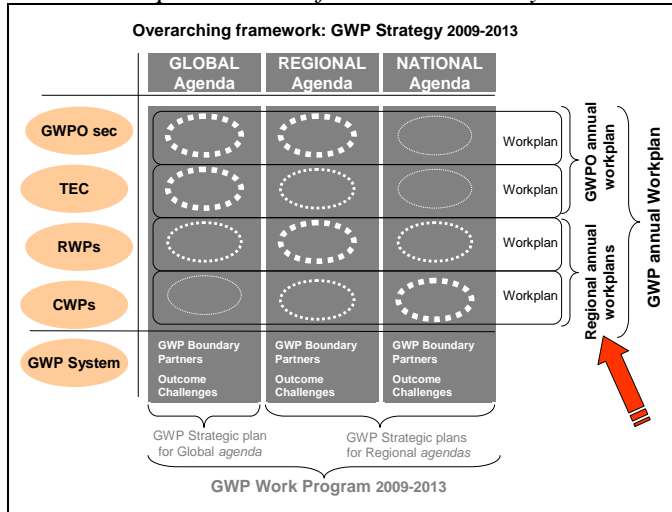 Overarching framework: GWP Strategy 2009-2013
GLOBAL
Agenda
REGIONAL
Agenda
NATIONAL
Agenda
GWPO sec
Workplan
TEC
Workplan
RWPs
Workplan
CWPs
Workplan
GWPO annual
workplan
Regional annual
workplans
GWP annual Workplan
GWP System
GWP Boundary
Partners
Outcome
Challenges
GWP Boundary
Partners
Outcome
Challenges
GWP Boundary
Partners
Outcome
Challenges
GWP Strategic plan
for Global agenda
GWP Strategic plans
for Regional agendas
GWP Work Program 2009-2013